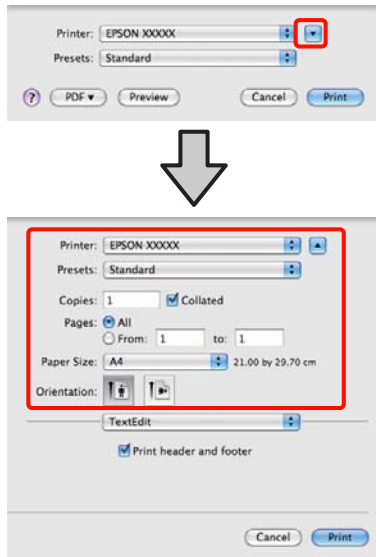 Printer: EPSON XXXXX
Presets: Standard
? PDF▼ Preview Cancel Print
Printer: EPSON XXXXX
Presets: Standard
Copies: 1 Collated
Pages: All
From: 1 to: 1
Paper Size: A4 21.00 by 29.70 cm
Orientation:
TextEdit
Print header and footer
Cancel Print